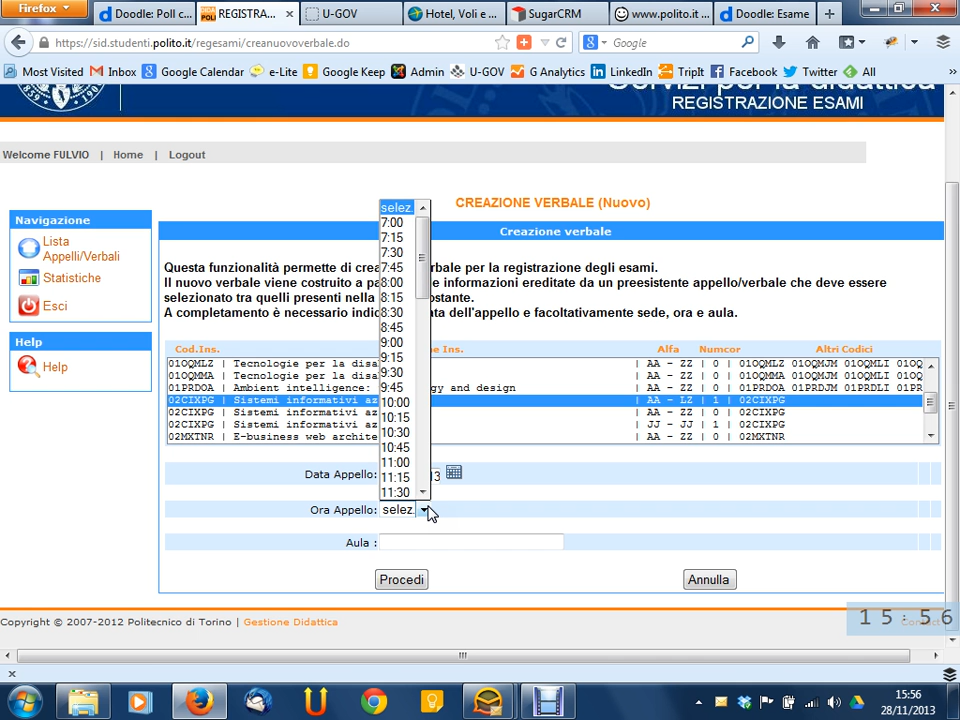 Firefox
Doodle: Poll c...
REGISTRA...
U-GOV
Hotel, Voli e ...
SugarCRM
www.polito.it ...
Doodle: Esame
https://sid.studenti.polito.it/regesami/creanuovoverbale.do
Google
Most Visited
Inbox
Google Calendar
e-Lite
Google Keep
Admin
U-GOV
G Analytics
LinkedIn
TripIt
Facebook
Twitter
All
Servizi per la didattica
REGISTRAZIONE ESAMI
Welcome FULVIO | Home | Logout
CREAZIONE VERBALE (Nuovo)
Navigazione
Lista
Appelli/Verbali
Statistiche
Esci
Help
Help
Creazione verbale
Questa funzionalità permette di crea verbale per la registrazione degli esami.
Il nuovo verbale viene costruito a pa e informazioni ereditate da un preesistente appello/verbale che deve essere
selezionato tra quelli presenti nella ostante.
A completamento è necessario indic ata dell'appello e facoltativamente sede, ora e aula.
Cod.Ins. e Ins. Alfa Numcor Altri Codici
01OQMLZ | Tecnologie per la disa | AA - ZZ | 0 | 01OQMLZ 01OQMJM 01OQMLI 01OQ
01OQMMA | Tecnologie per la disa | AA - ZZ | 0 | 01OQMMA 01OQMJM 01OQMLI 01OQ
01PRDOA | Ambient intelligence: gy and design | AA - ZZ | 0 | 01PRDOA 01PRDJM 01PRDLI 01PR
02CIXPG | Sistemi informativi az | AA - LZ | 1 | 02CIXPG
02CIXPG | Sistemi informativi az | AA - ZZ | 0 | 02CIXPG
02CIXPG | Sistemi informativi az | JJ - JJ | 1 | 02CIXPG
02MXTNR | E-business web archite | AA - ZZ | 0 | 02MXTNR
selez.
7:00
7:15
7:30
7:45
8:00
8:15
8:30
8:45
9:00
9:15
9:30
9:45
10:00
10:15
10:30
10:45
11:00
11:15
11:30
Data Appello: 13
Ora Appello: selez.
Aula :
Procedi
Annulla
Copyright © 2007-2012 Politecnico di Torino | Gestione Didattica
15:56
15:56
28/11/2013